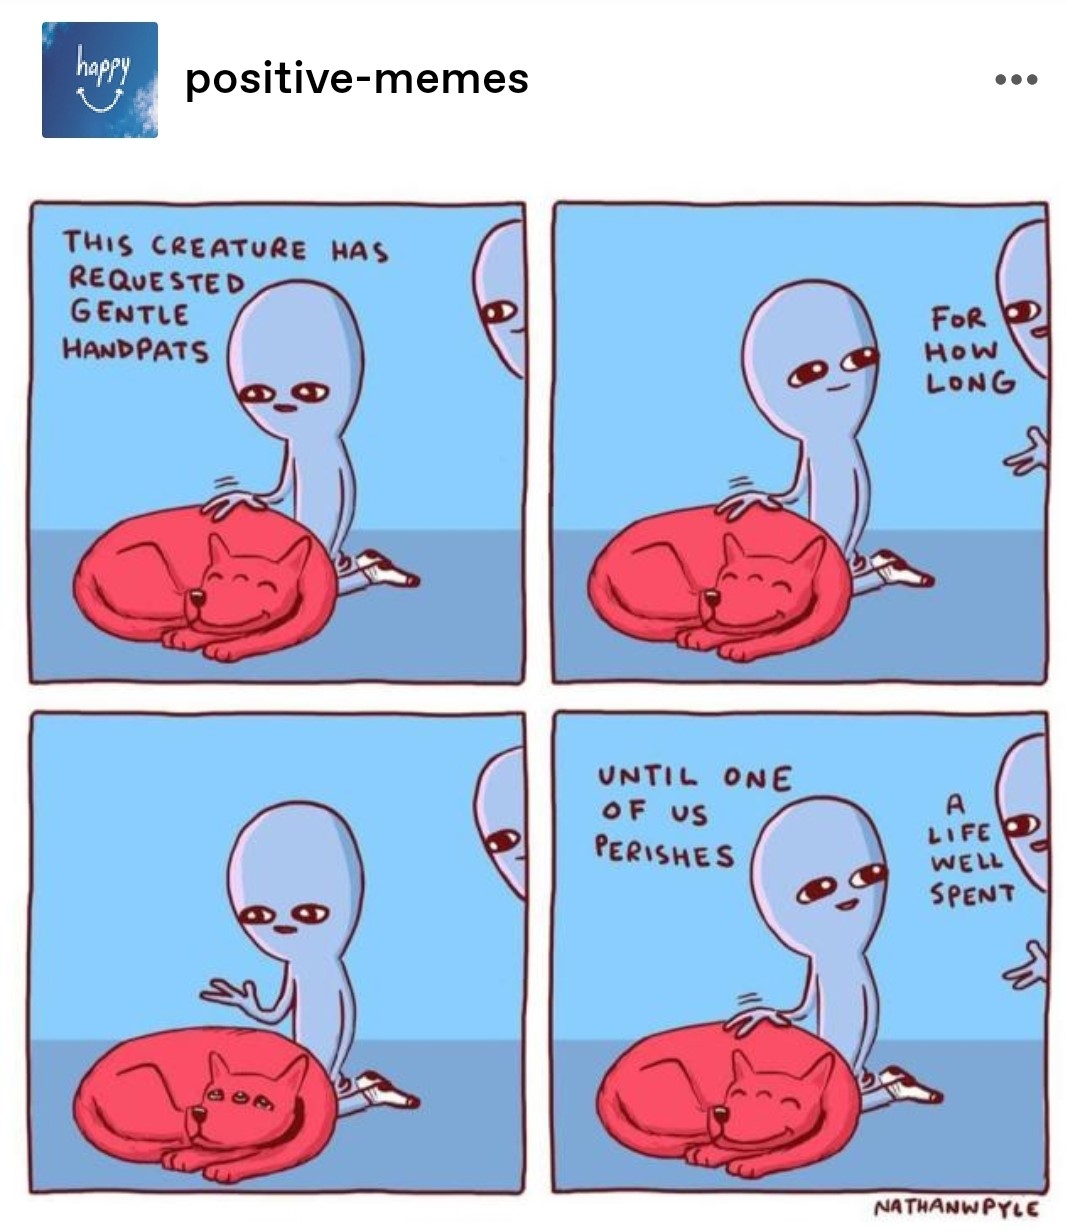 happy
positive-memes
THIS CREATURE HAS
REQUESTED
GENTLE
HANDPATS
FOR
HOW
LONG
UNTIL ONE
OF US
PERISHES
A
LIFE
WELL
SPENT
NATHANWPYLE